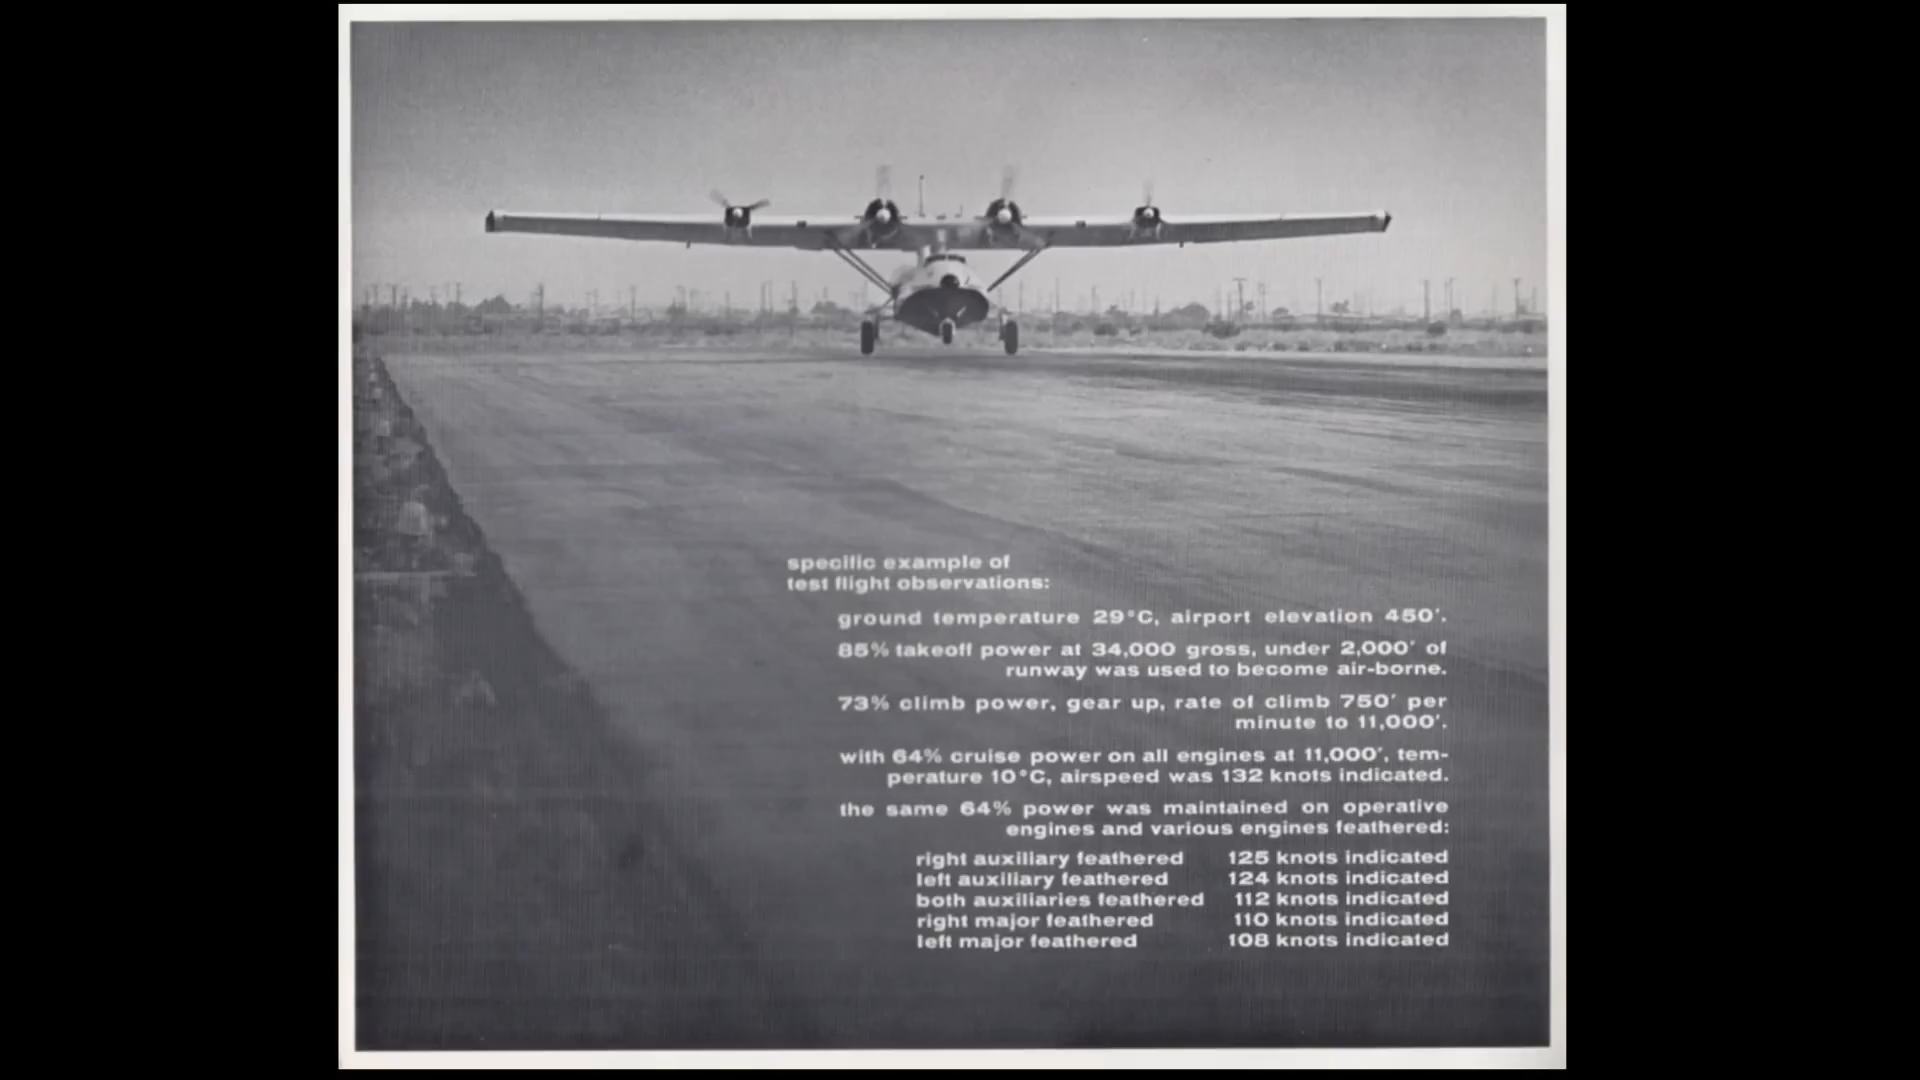 specific example of
test flight observations:
ground temperature 29°C, airport elevation 450'.
85% takeoff power at 34,000 gross, under 2,000' of
runway was used to become air-borne.
73% climb power, gear up, rate of climb 750' per
minute to 11,000'.
with 64% cruise power on all engines at 11,000', tem-
perature 10°C, airspeed was 132 knots indicated.
the same 64% power was maintained on operative
engines and various engines feathered:
right auxiliary feathered 125 knots indicated
left auxiliary feathered 124 knots indicated
both auxiliaries feathered 112 knots indicated
right major feathered 110 knots indicated
left major feathered 108 knots indicated